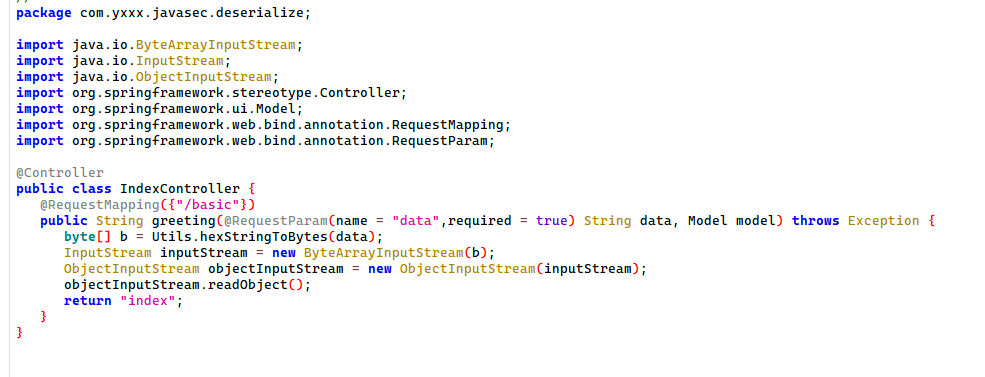 package com.yxxx.javasec.deserialize;
import java.io.ByteArrayInputStream;
import java.io.InputStream;
import java.io.ObjectInputStream;
import org.springframework.stereotype.Controller;
import org.springframework.ui.Model;
import org.springframework.web.bind.annotation.RequestMapping;
import org.springframework.web.bind.annotation.RequestParam;
@Controller
public class IndexController {
@RequestMapping({"/basic"})
public String greeting(@RequestParam(name = "data",required = true) String data, Model model) throws Exception {
byte[] b = Utils.hexStringToBytes(data);
InputStream inputStream = new ByteArrayInputStream(b);
ObjectInputStream objectInputStream = new ObjectInputStream(inputStream);
objectInputStream.readObject();
return "index";
}
}